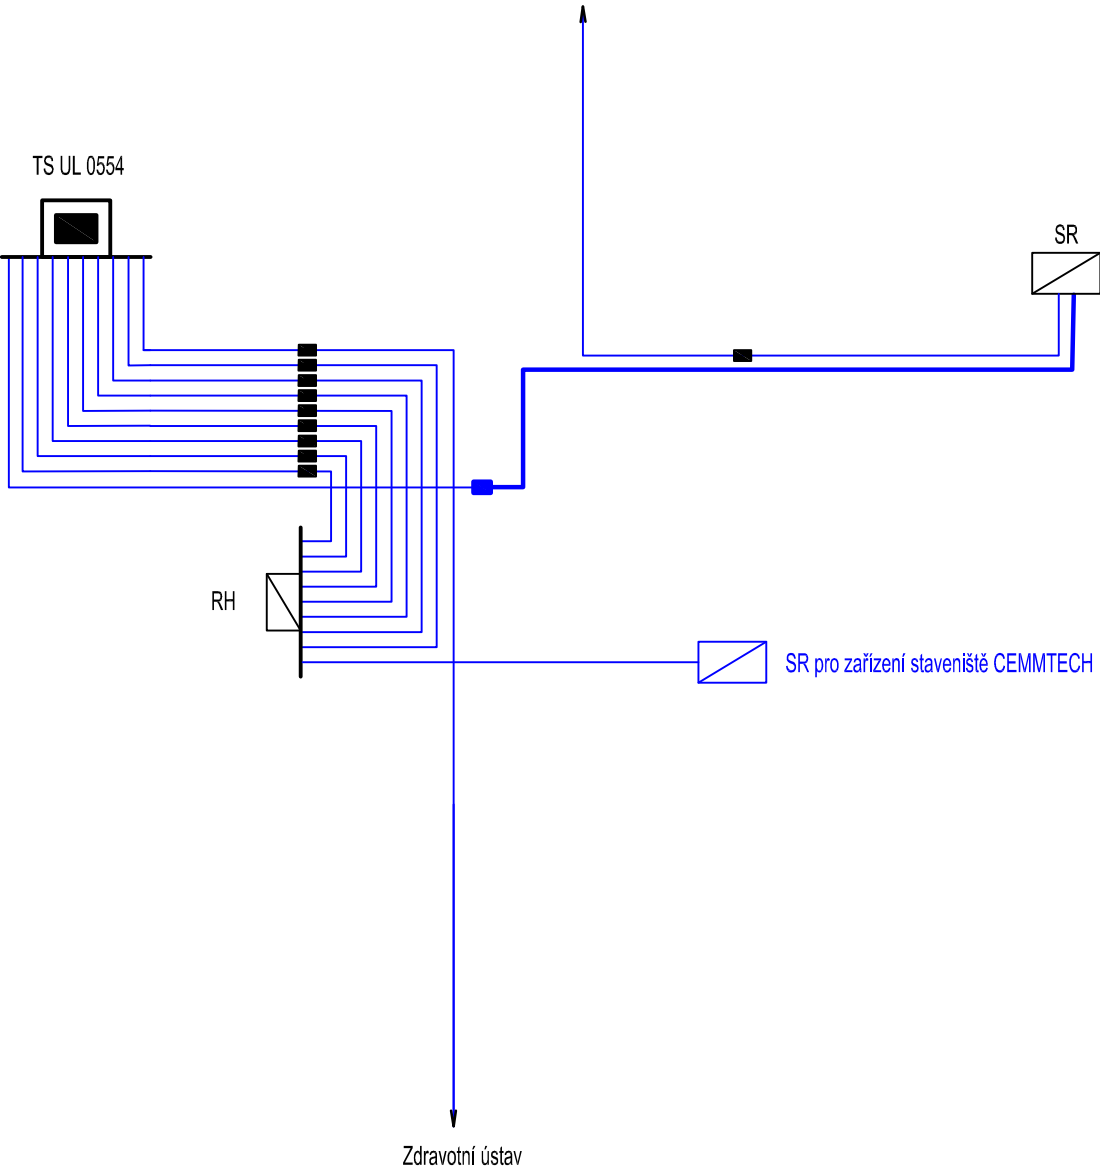 TS UL 0554
SR
RH
SR pro zařízení staveniště CEMMTECH
Zdravotní ústav